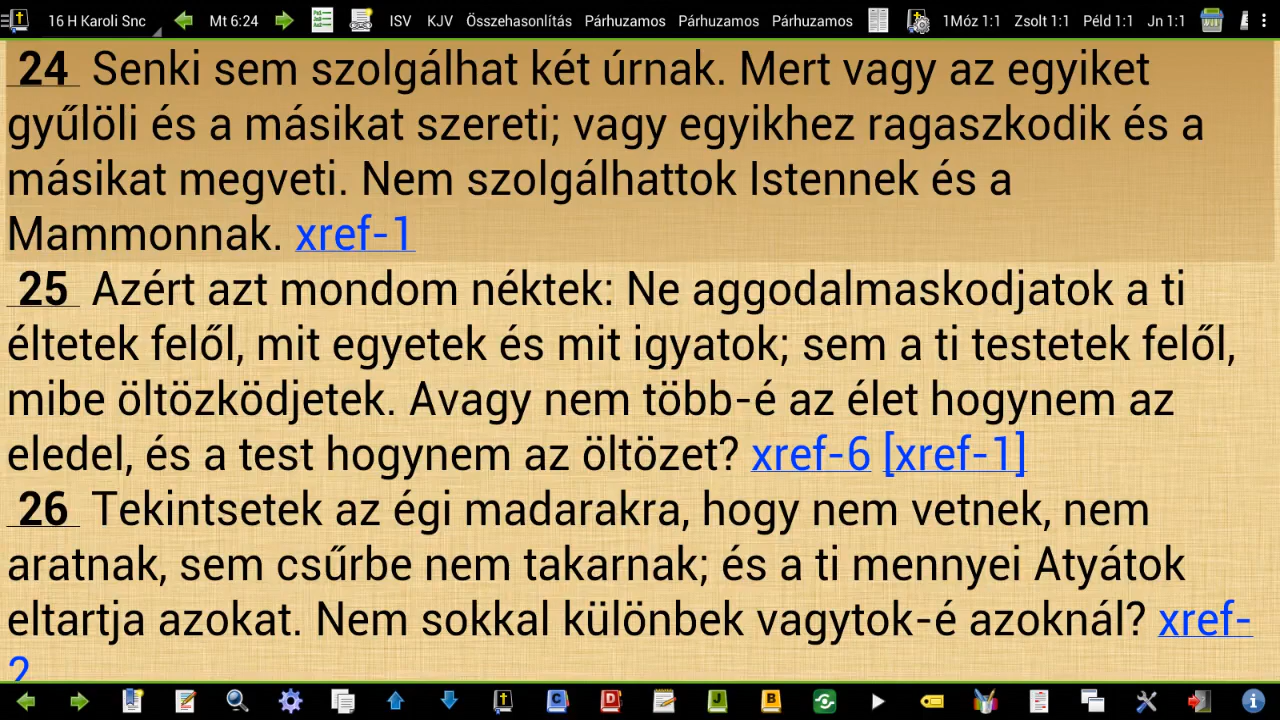 16 H Karoli Snc Mt 6:24 ISV KJV Összehasonlítás Párhuzamos Párhuzamos Párhuzamos 1Móz 1:1 Zsolt 1:1 Péld 1:1 Jn 1:1
24 Senki sem szolgálhat két úrnak. Mert vagy az egyiket
gyűlöli és a másikat szereti; vagy egyikhez ragaszkodik és a
másikat megveti. Nem szolgálhattok Istennek és a
Mammonnak. xref-1
25 Azért azt mondom néktek: Ne aggodalmaskodjatok a ti
éltetek felől, mit egyetek és mit igyatok; sem a ti testetek felől,
mibe öltözködjetek. Avagy nem több-é az élet hogynem az
eledel, és a test hogynem az öltözet? xref-6 [xref-1]
26 Tekintsetek az égi madarakra, hogy nem vetnek, nem
aratnak, sem csűrbe nem takarnak; és a ti mennyei Atyátok
eltartja azokat. Nem sokkal különbek vagytok-é azoknál? xref-
2
C D J B